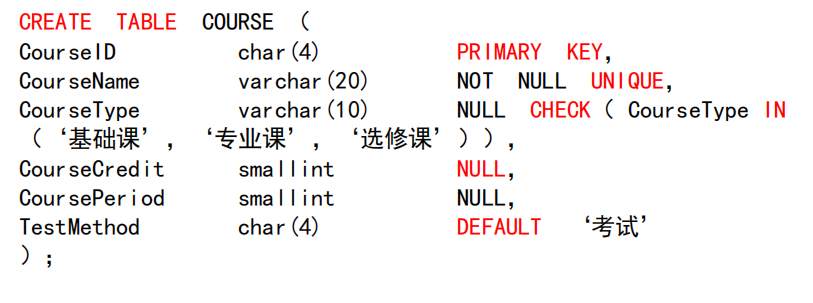 CREATE TABLE COURSE (
CourseID char(4) PRIMARY KEY,
CourseName varchar(20) NOT NULL UNIQUE,
CourseType varchar(10) NULL CHECK( CourseType IN
(‘基础课’, ‘专业课’, ‘选修课’)),
CourseCredit smallint NULL,
CoursePeriod smallint NULL,
TestMethod char(4) DEFAULT ‘考试’
);